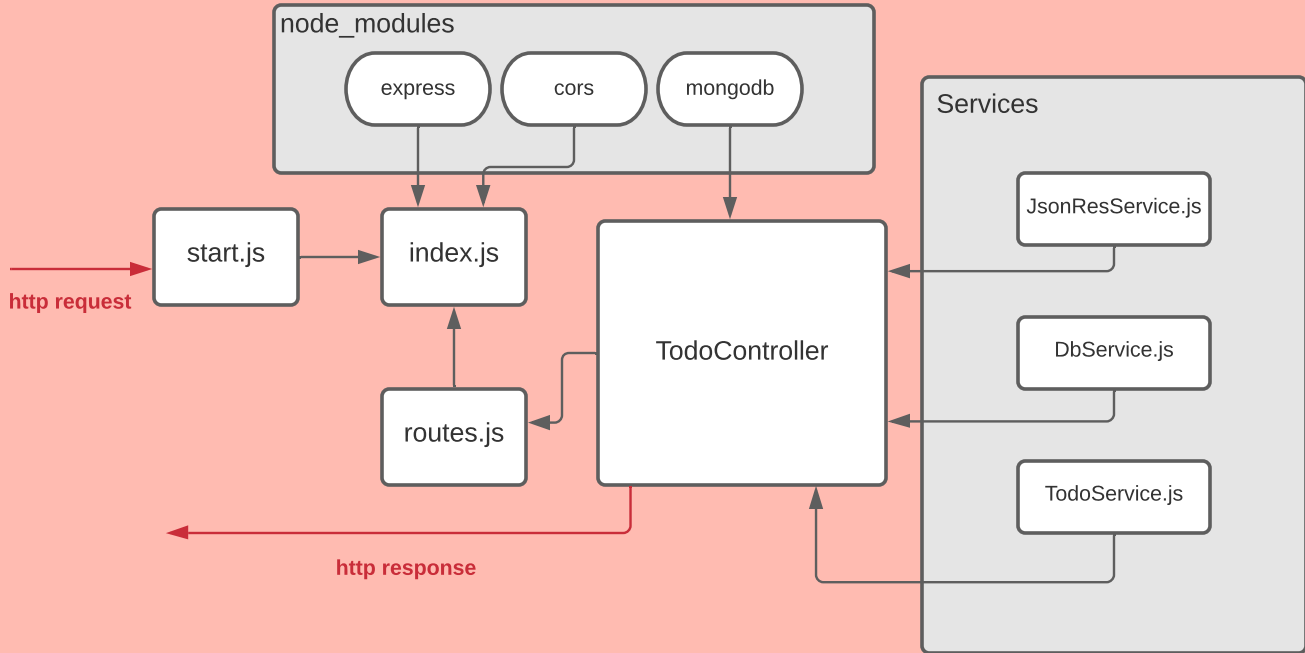 node_modules
express
cors
mongodb
Services
JsonResService.js
start.js
index.js
http request
DbService.js
TodoController
routes.js
TodoService.js
http response